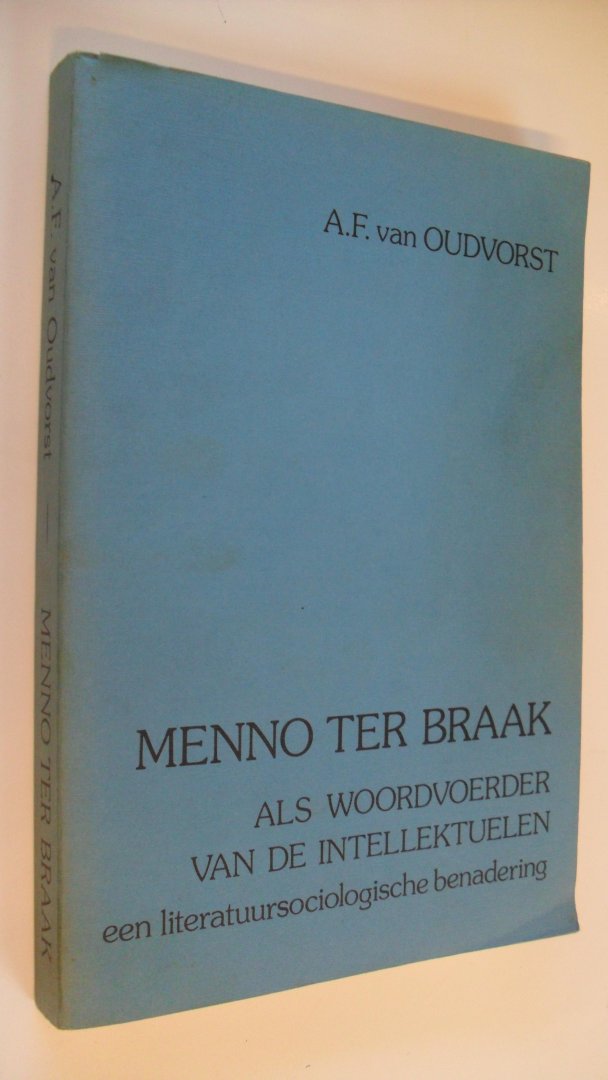 A.F. van OUDVORST
MENNO TER BRAAK
ALS WOORDVOERDER
VAN DE INTELLEKTUELEN
een literatuursociologische benadering
A.F. van Oudvorst — MENNO TER BRAAK